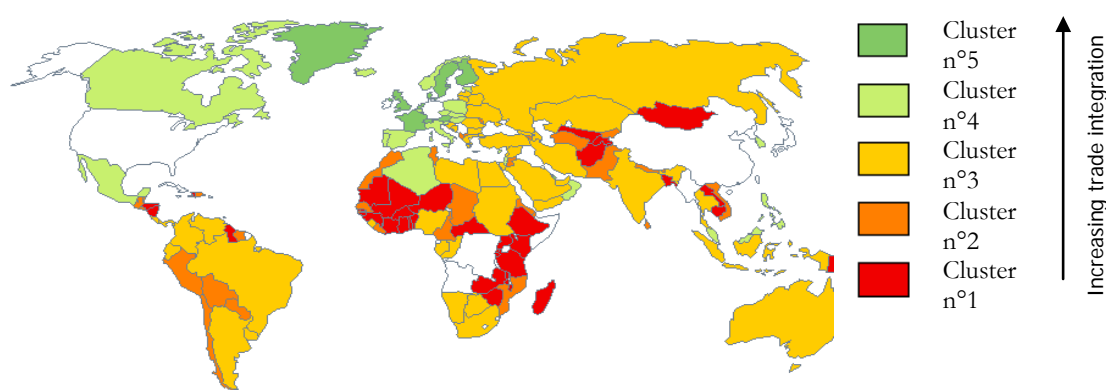 Cluster
n°5
Cluster
n°4
Cluster
n°3
Cluster
n°2
Cluster
n°1
Increasing trade integration